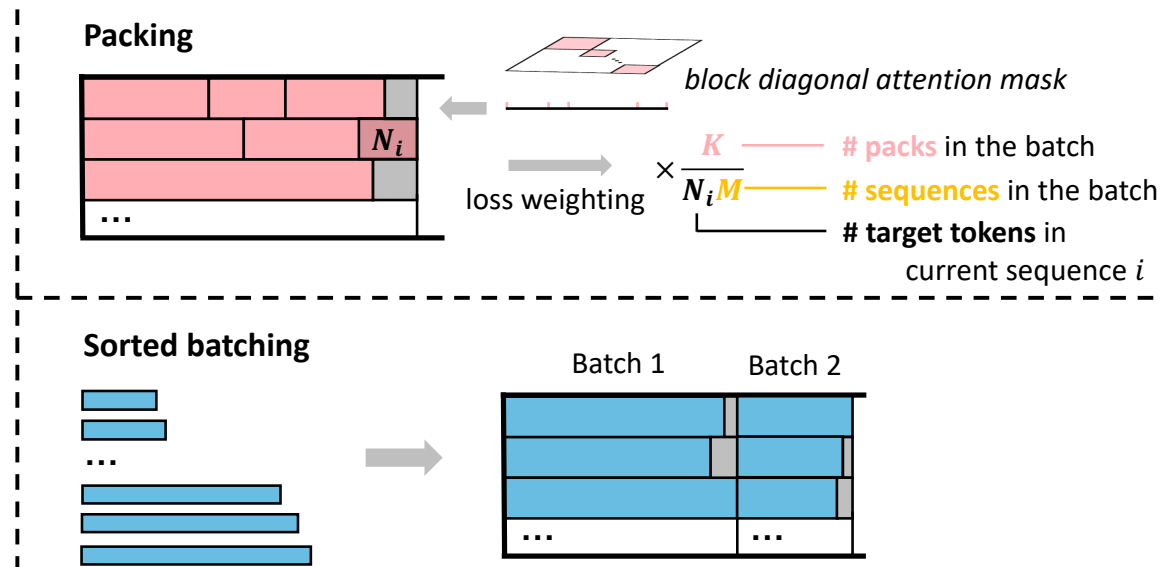 Packing
block diagonal attention mask
N_i
...
loss weighting
× K / N_i M
# packs in the batch
# sequences in the batch
# target tokens in
current sequence i
...
Sorted batching
Batch 1 Batch 2
...
... ...